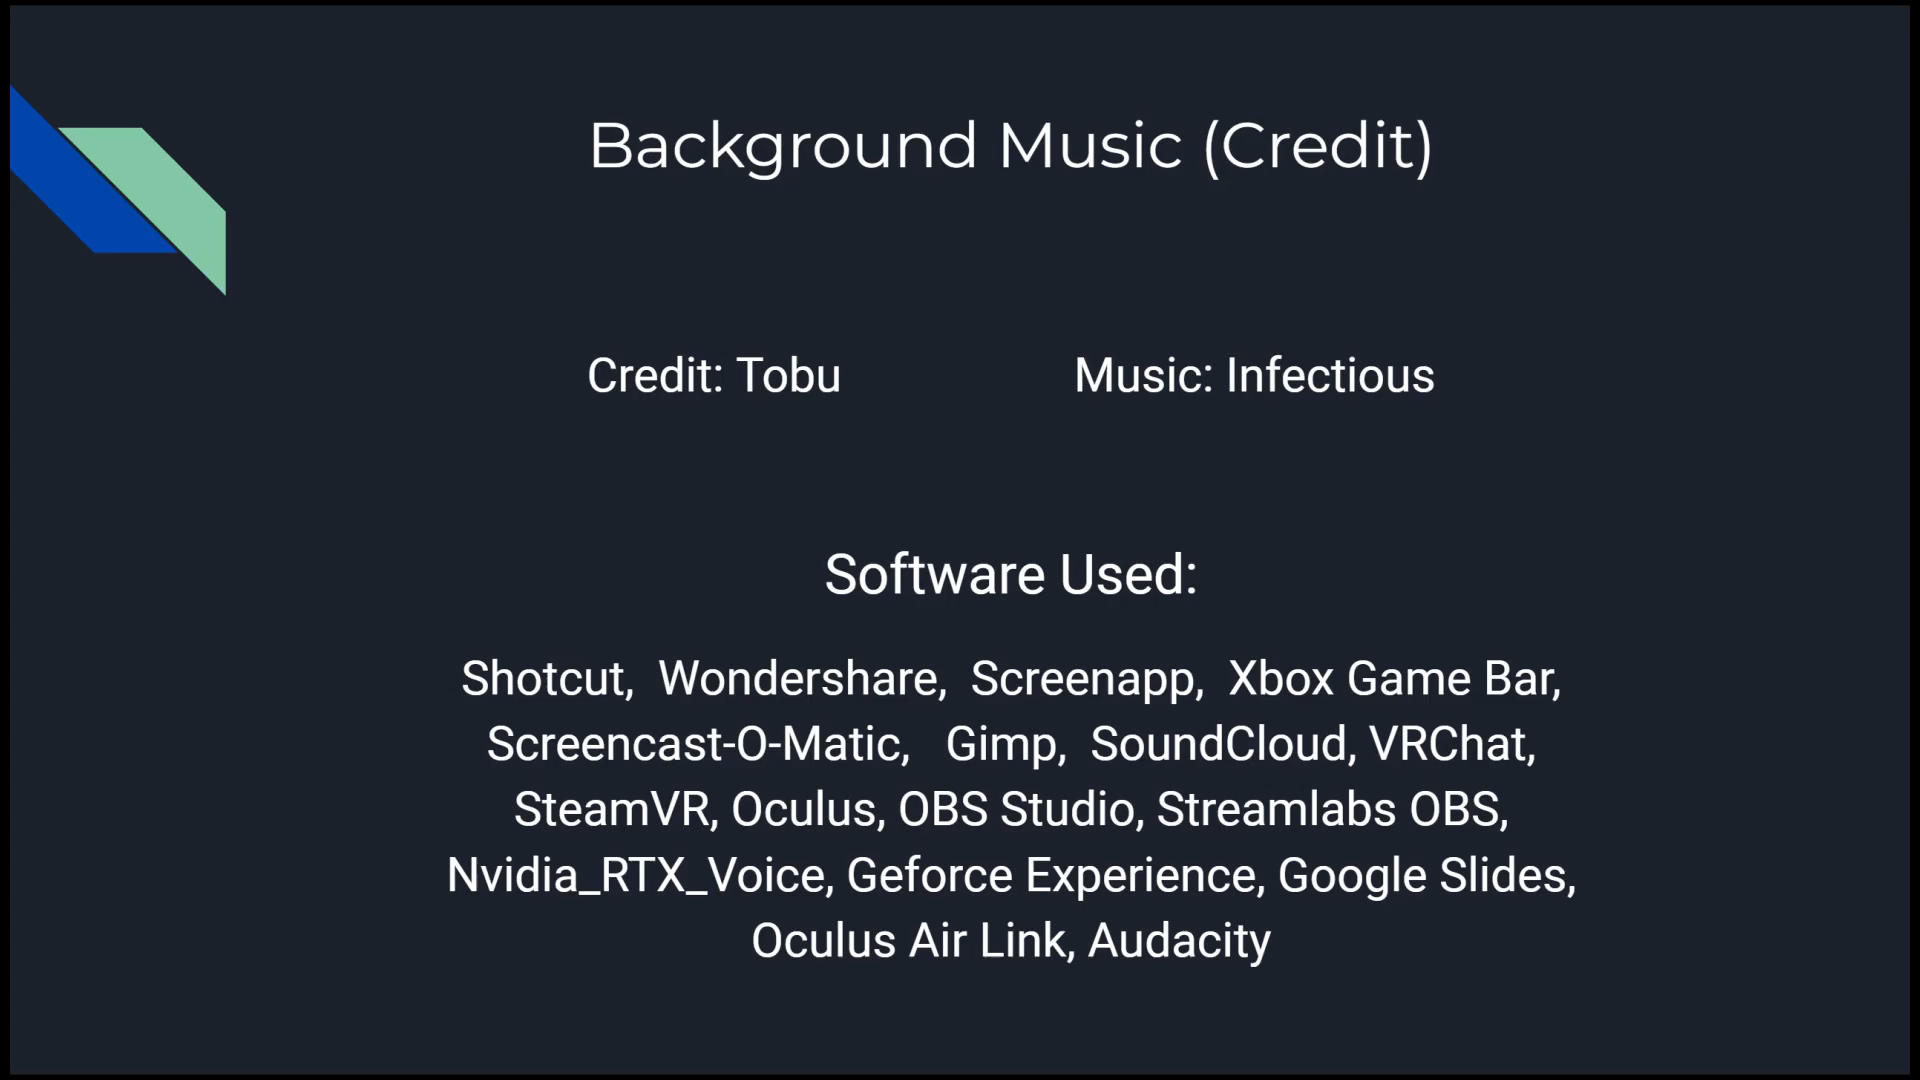 Background Music (Credit)
Credit: Tobu
Music: Infectious
Software Used:
Shotcut,  Wondershare,  Screenapp,  Xbox Game Bar,
Screencast-O-Matic,   Gimp,  SoundCloud, VRChat,
SteamVR, Oculus, OBS Studio, Streamlabs OBS,
Nvidia_RTX_Voice, Geforce Experience, Google Slides,
Oculus Air Link, Audacity